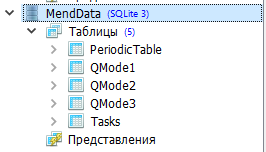 MendData (SQLite 3)
Таблицы (5)
PeriodicTable
QMode1
QMode2
QMode3
Tasks
Представления